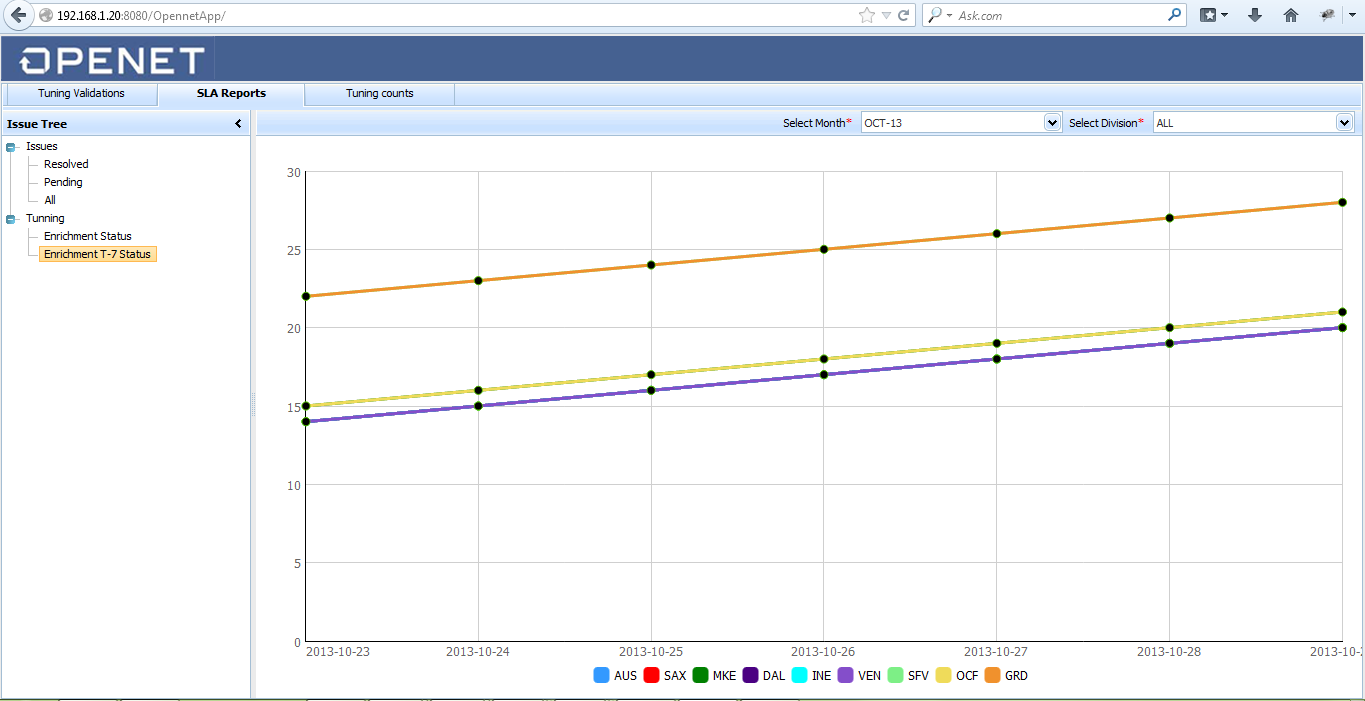 192.168.1.20:8080/OpennetApp/
Ask.com
OPENET
Tuning Validations
SLA Reports
Tuning counts
Issue Tree
Select Month* OCT-13 Select Division* ALL
Issues
Resolved
Pending
All
Tunning
Enrichment Status
Enrichment T-7 Status
30
25
20
15
10
5
0
2013-10-23 2013-10-24 2013-10-25 2013-10-26 2013-10-27 2013-10-28 2013-10-2
AUS SAX MKE DAL INE VEN SFV OCF GRD